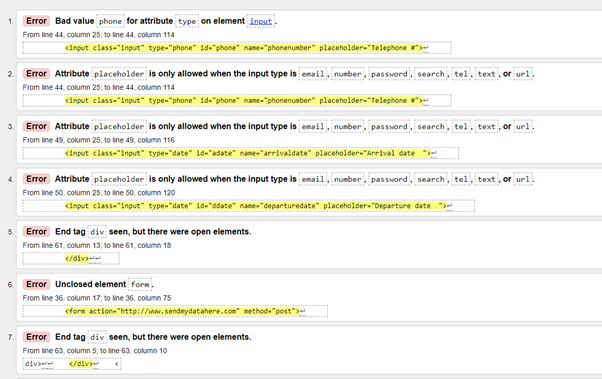 1. Error Bad value phone for attribute type on element input.
From line 44, column 25; to line 44, column 114
<input class="input" type="phone" id="phone" name="phonenumber" placeholder="Telephone #">↩
2. Error Attribute placeholder is only allowed when the input type is email, number, password, search, tel, text, or url.
From line 44, column 25; to line 44, column 114
<input class="input" type="phone" id="phone" name="phonenumber" placeholder="Telephone #">↩
3. Error Attribute placeholder is only allowed when the input type is email, number, password, search, tel, text, or url.
From line 49, column 25; to line 49, column 116
<input class="input" type="date" id="adate" name="arrivaldate" placeholder="Arrival date  ">↩
4. Error Attribute placeholder is only allowed when the input type is email, number, password, search, tel, text, or url.
From line 50, column 25; to line 50, column 120
<input class="input" type="date" id="ddate" name="departuredate" placeholder="Departure date  ">↩
5. Error End tag div seen, but there were open elements.
From line 61, column 13; to line 61, column 18
</div>↩↩
6. Error Unclosed element form.
From line 36, column 17; to line 36, column 75
<form action="http://www.sendmydatahere.com" method="post">↩
7. Error End tag div seen, but there were open elements.
From line 63, column 5; to line 63, column 10
div>↩↩ </div>↩ <